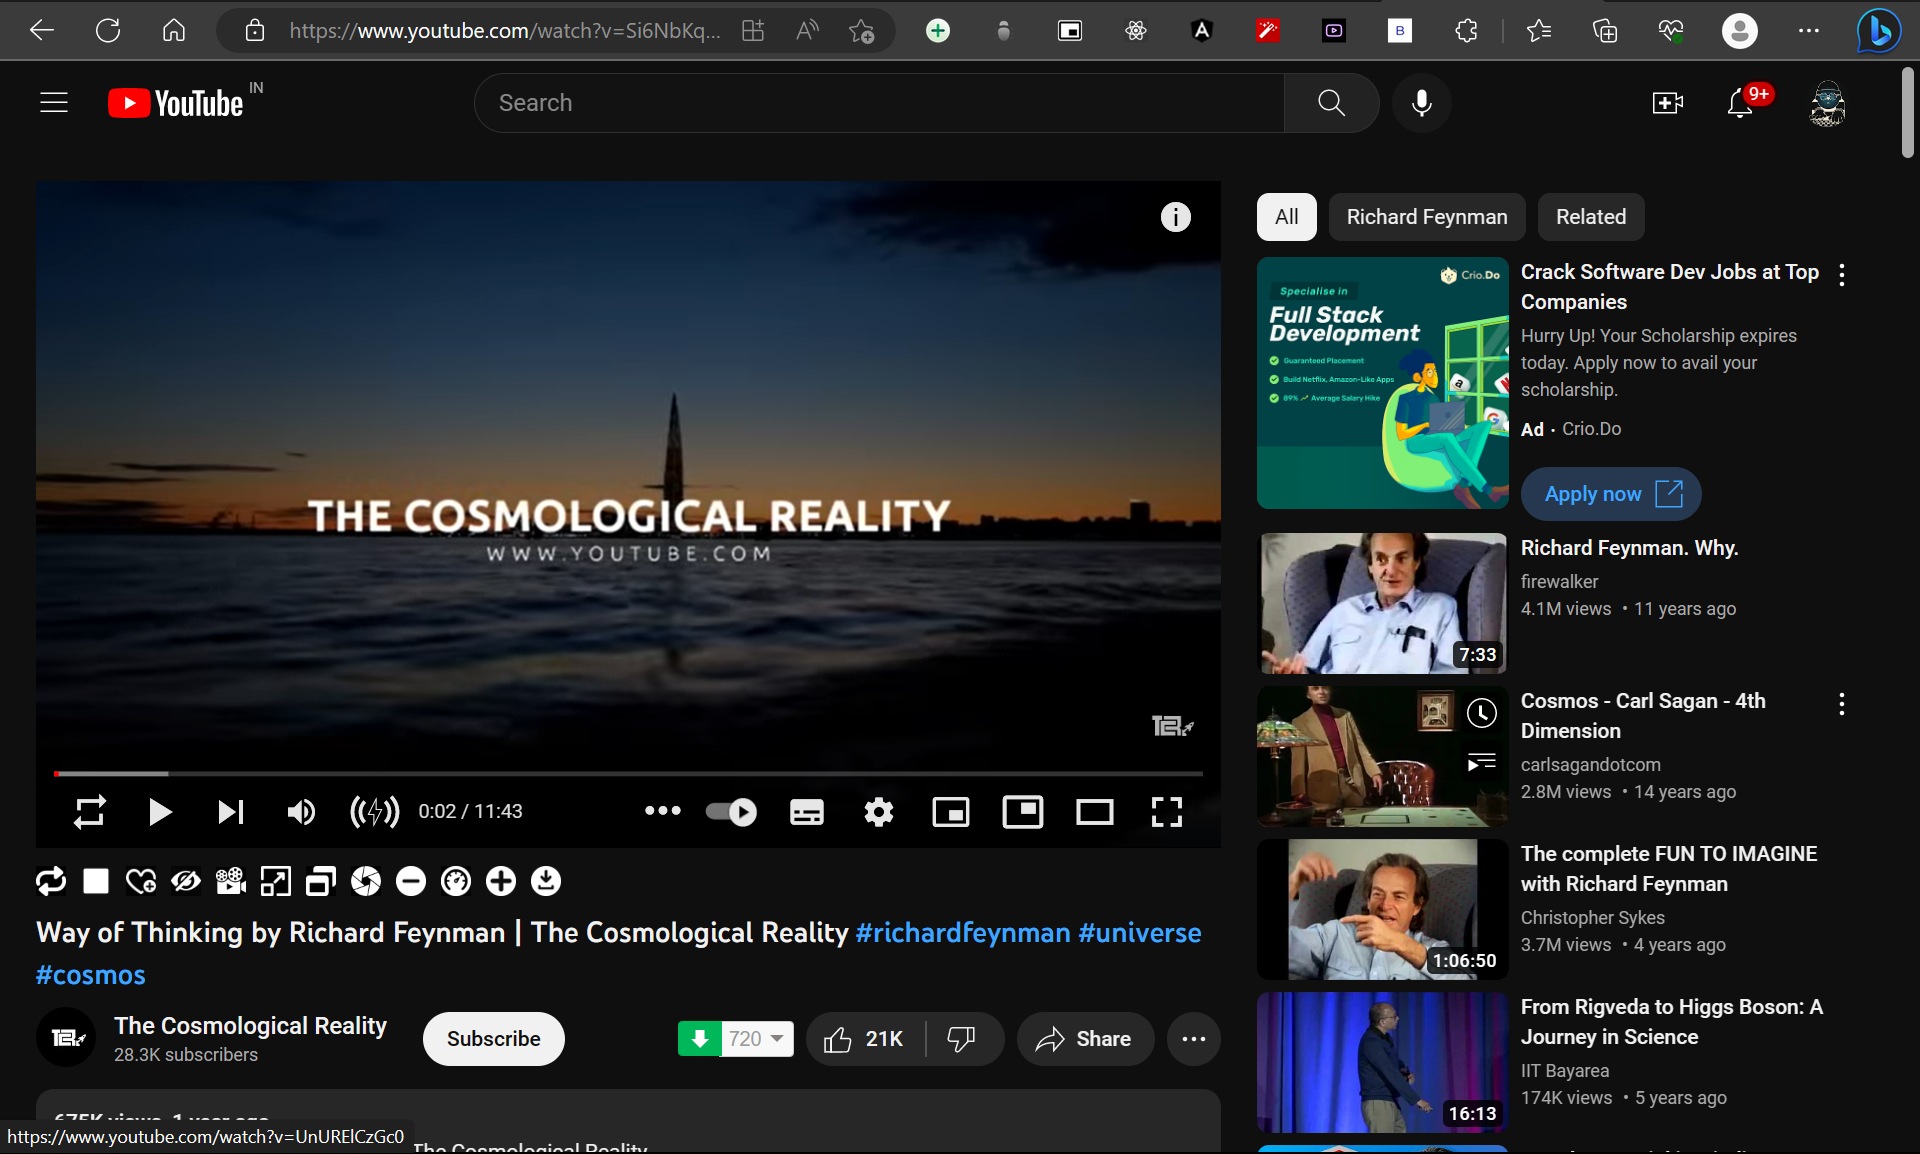 https://www.youtube.com/watch?v=Si6NbKq...
YouTube IN
Search
9+
THE COSMOLOGICAL REALITY
WWW.YOUTUBE.COM
0:02 / 11:43
Way of Thinking by Richard Feynman | The Cosmological Reality #richardfeynman #universe
#cosmos
The Cosmological Reality
28.3K subscribers
Subscribe
720
21K
Share
675K views 1 year ago
The Cosmological Reality
https://www.youtube.com/watch?v=UnURElCzGc0
All
Richard Feynman
Related
Crio.Do
Specialise in
Full Stack
Development
Guaranteed Placement
Build Netflix, Amazon-Like Apps
89% Average Salary Hike
Crack Software Dev Jobs at Top
Companies
Hurry Up! Your Scholarship expires
today. Apply now to avail your
scholarship.
Ad · Crio.Do
Apply now
7:33
Richard Feynman. Why.
firewalker
4.1M views • 11 years ago
Cosmos - Carl Sagan - 4th
Dimension
carlsagandotcom
2.8M views • 14 years ago
1:06:50
The complete FUN TO IMAGINE
with Richard Feynman
Christopher Sykes
3.7M views • 4 years ago
16:13
From Rigveda to Higgs Boson: A
Journey in Science
IIT Bayarea
174K views • 5 years ago